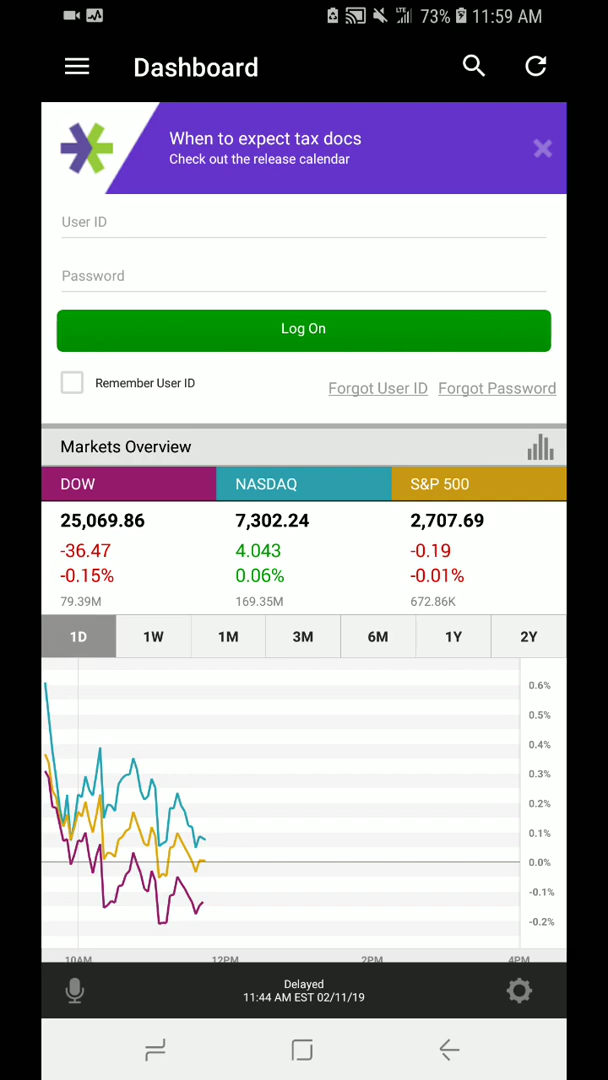 LTE 73% 11:59 AM
Dashboard
When to expect tax docs
Check out the release calendar
User ID
Password
Log On
Remember User ID
Forgot User ID Forgot Password
Markets Overview
DOW NASDAQ S&P 500
25,069.86 7,302.24 2,707.69
-36.47 4.043 -0.19
-0.15% 0.06% -0.01%
79.39M 169.35M 672.86K
1D 1W 1M 3M 6M 1Y 2Y
0.6%
0.5%
0.4%
0.3%
0.2%
0.1%
0.0%
-0.1%
-0.2%
10AM 12PM 2PM 4PM
Delayed
11:44 AM EST 02/11/19